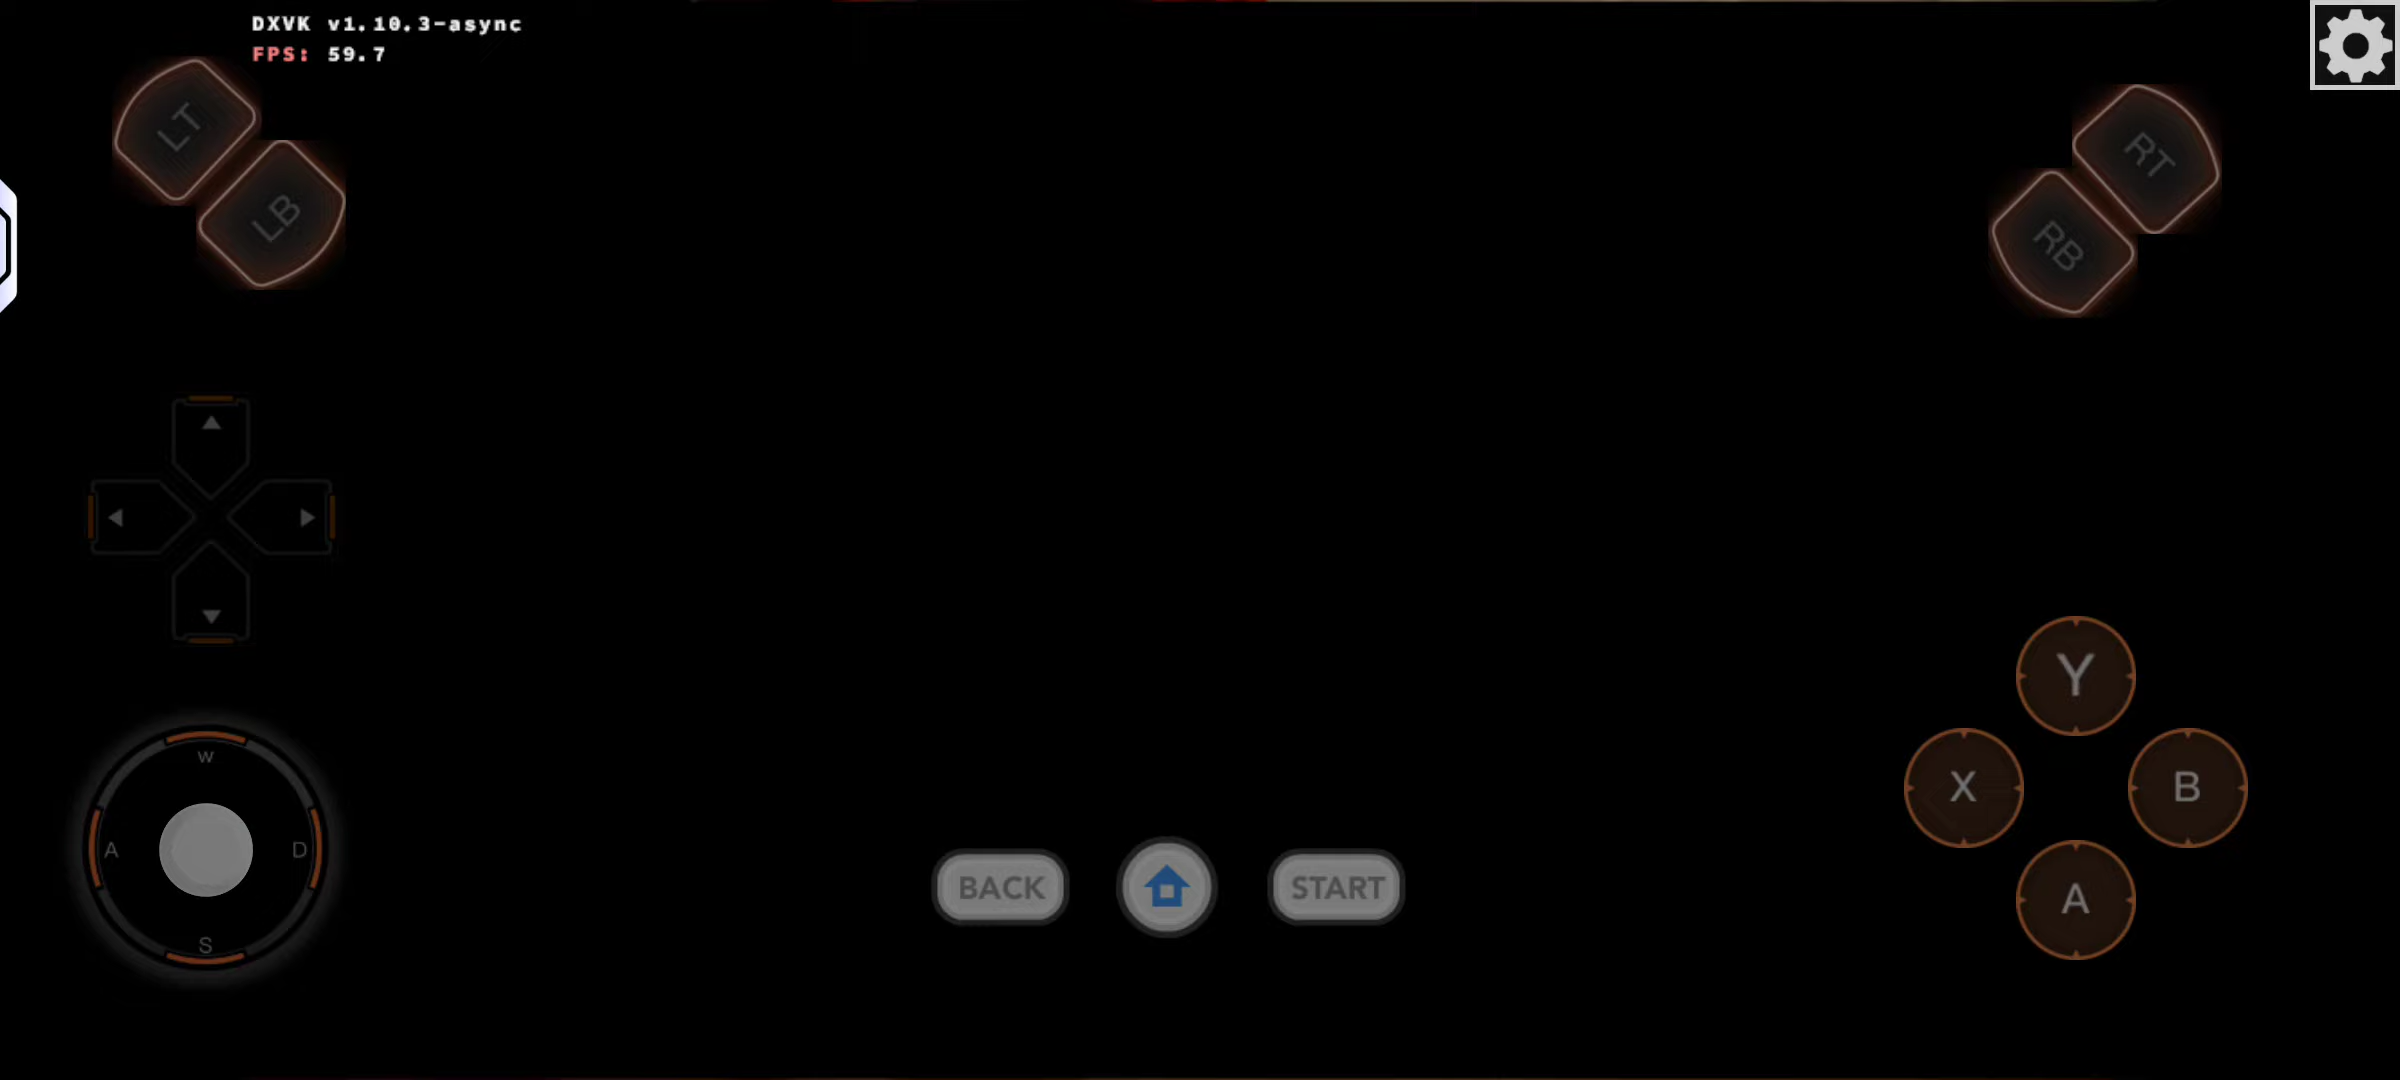 DXVK v1.10.3-async
FPS: 59.7
LT
LB
RT
RB
W
A
D
S
BACK
START
Y
X
B
A